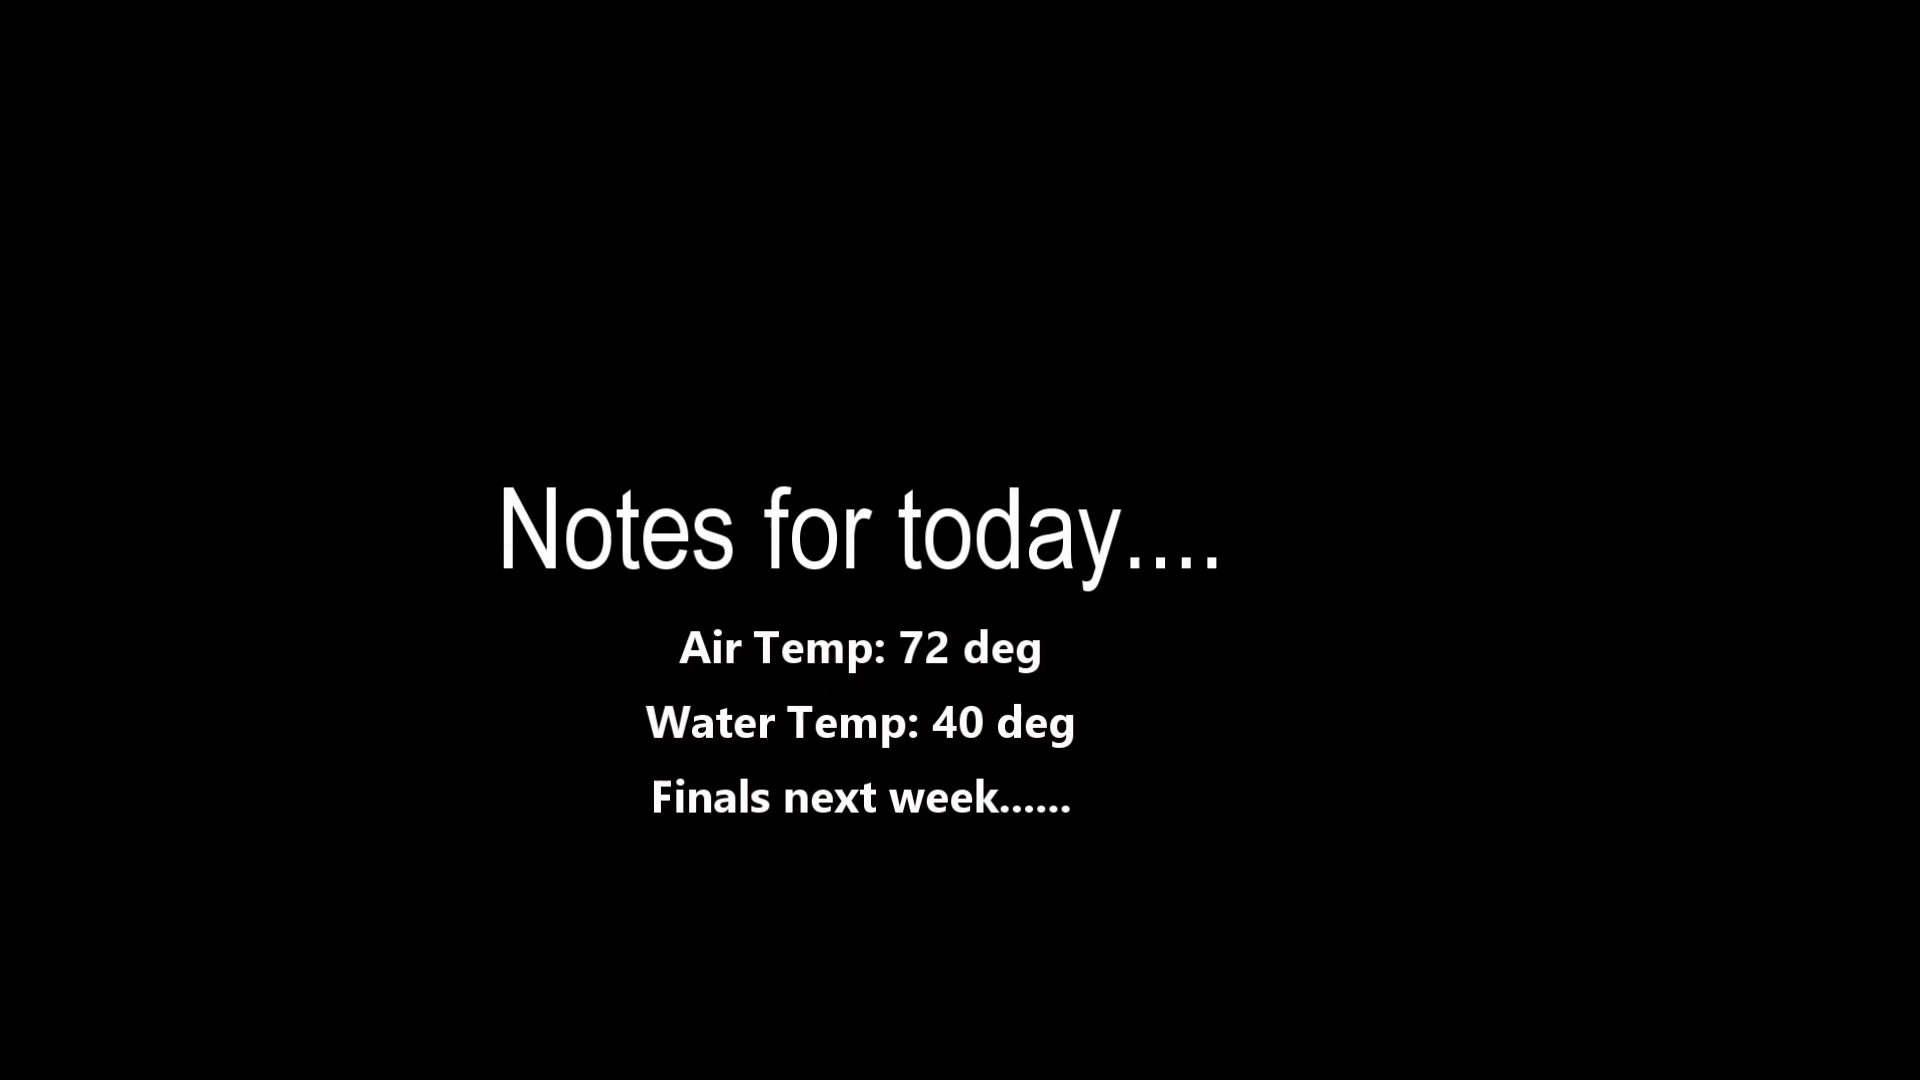 Notes for today....
Air Temp: 72 deg
Water Temp: 40 deg
Finals next week......